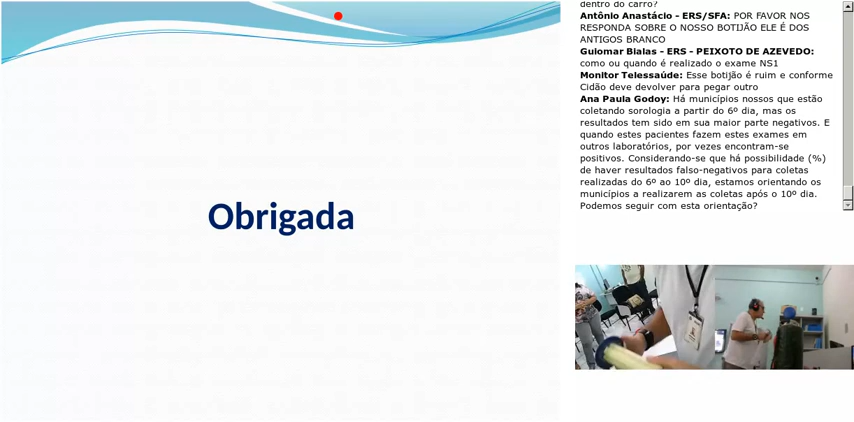 Obrigada
dentro do carro?
Antônio Anastácio - ERS/SFA: POR FAVOR NOS
RESPONDA SOBRE O NOSSO BOTIJÃO ELE É DOS
ANTIGOS BRANCO
Guiomar Bialas - ERS - PEIXOTO DE AZEVEDO:
como ou quando é realizado o exame NS1
Monitor Telessaúde: Esse botijão é ruim e conforme
Cidão deve devolver para pegar outro
Ana Paula Godoy: Há municípios nossos que estão
coletando sorologia a partir do 6º dia, mas os
resultados tem sido em sua maior parte negativos. E
quando estes pacientes fazem estes exames em
outros laboratórios, por vezes encontram-se
positivos. Considerando-se que há possibilidade (%)
de haver resultados falso-negativos para coletas
realizadas do 6º ao 10º dia, estamos orientando os
municípios a realizarem as coletas após o 10º dia.
Podemos seguir com esta orientação?